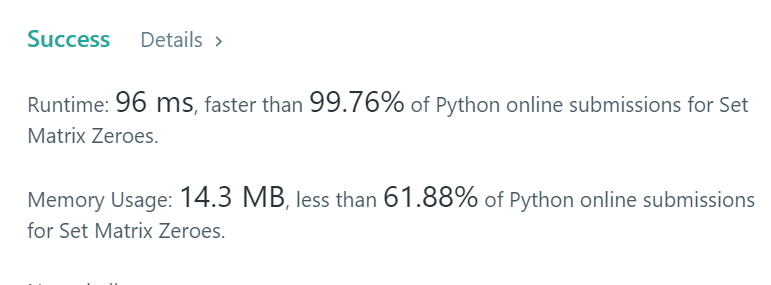 Success Details >
Runtime: 96 ms, faster than 99.76% of Python online submissions for Set
Matrix Zeroes.
Memory Usage: 14.3 MB, less than 61.88% of Python online submissions
for Set Matrix Zeroes.